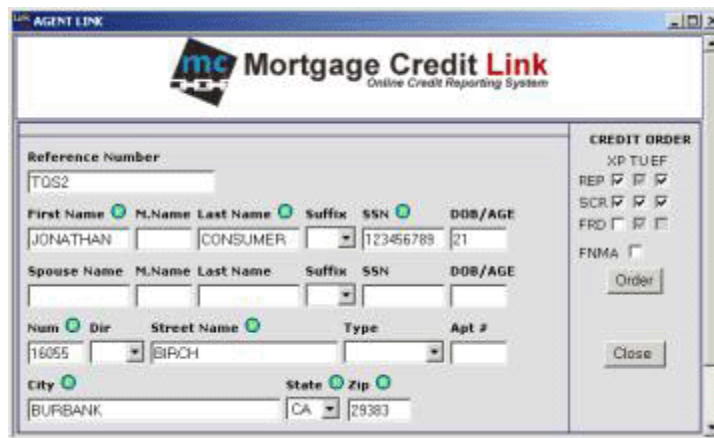 Link AGENT LINK
mc Mortgage Credit Link
Online Credit Reporting System
CREDIT ORDER
XP TU EF
REP
SCR
FRD
FNMA
Order
Close
Reference Number
TQS2
First Name M.Name Last Name Suffix SSN DOB/AGE
JONATHAN CONSUMER 123456789 21
Spouse Name M.Name Last Name Suffix SSN DOB/AGE
Num Dir Street Name Type Apt #
16055 BIRCH
City State Zip
BURBANK CA 29383